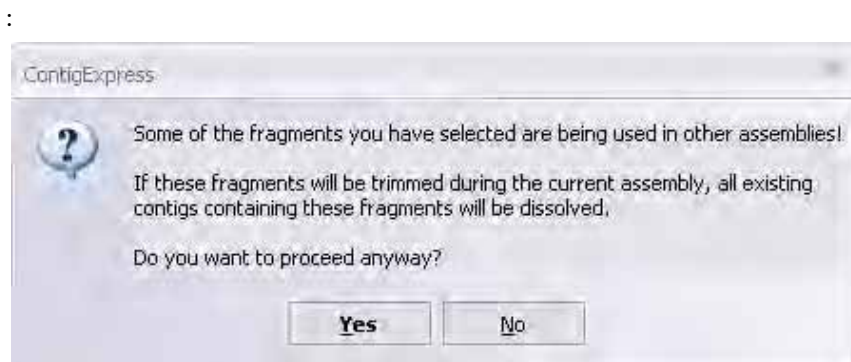 :
ContigExpress
Some of the fragments you have selected are being used in other assemblies!
If these fragments will be trimmed during the current assembly, all existing
contigs containing these fragments will be dissolved.
Do you want to proceed anyway?
Yes
No